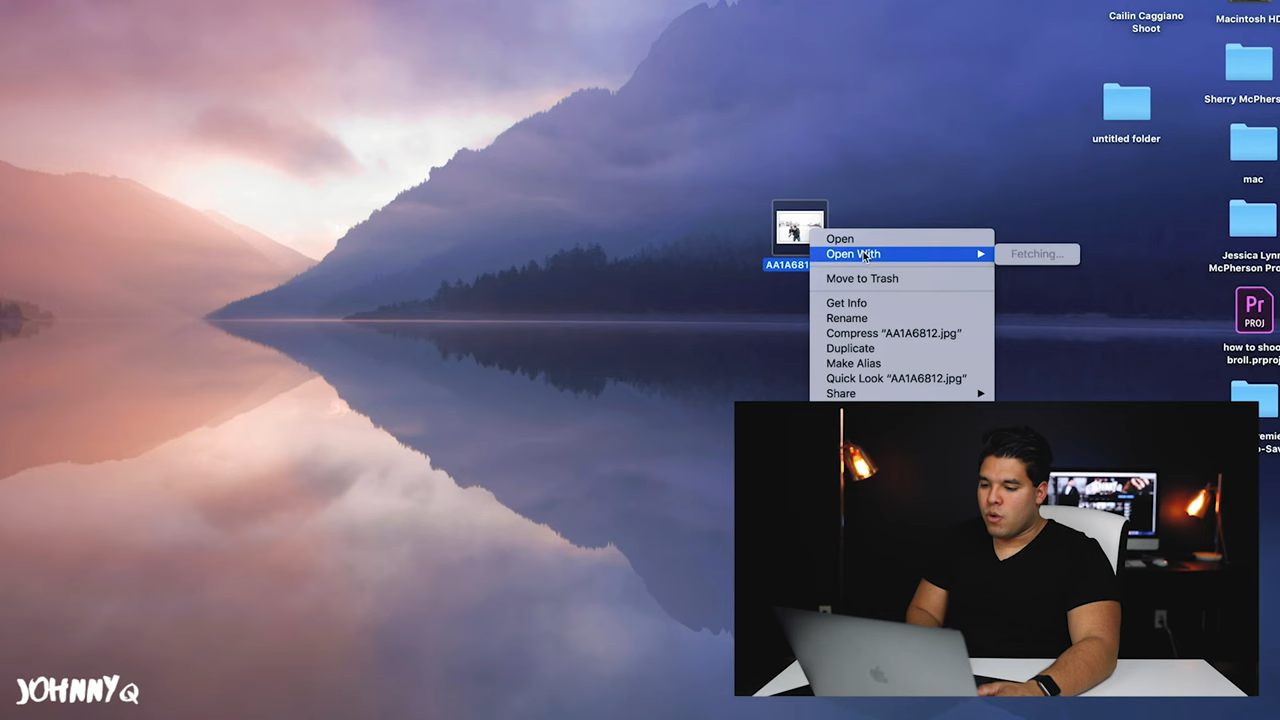 Cailin Caggiano
Shoot
Macintosh HD
Sherry McPhers
untitled folder
mac
Jessica Lynn
McPherson Pro
Pr
PROJ
how to shoo
broll.prproj
AA1A681
Open
Open With
Fetching...
Move to Trash
Get Info
Rename
Compress “AA1A6812.jpg”
Duplicate
Make Alias
Quick Look “AA1A6812.jpg”
Share
JOHNNY Q